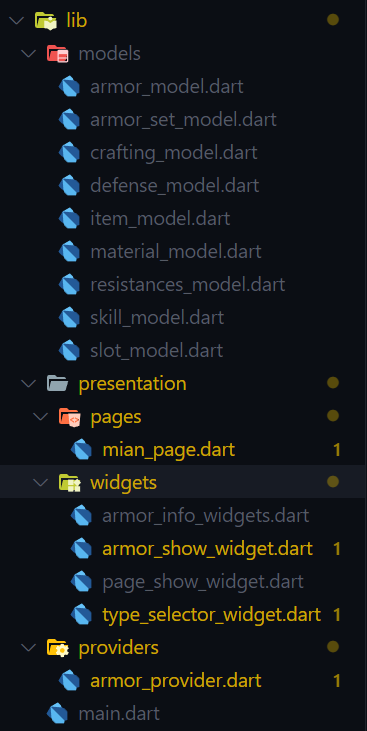 lib
models
armor_model.dart
armor_set_model.dart
crafting_model.dart
defense_model.dart
item_model.dart
material_model.dart
resistances_model.dart
skill_model.dart
slot_model.dart
presentation
pages
mian_page.dart 1
widgets
armor_info_widgets.dart
armor_show_widget.dart 1
page_show_widget.dart
type_selector_widget.dart 1
providers
armor_provider.dart 1
main.dart